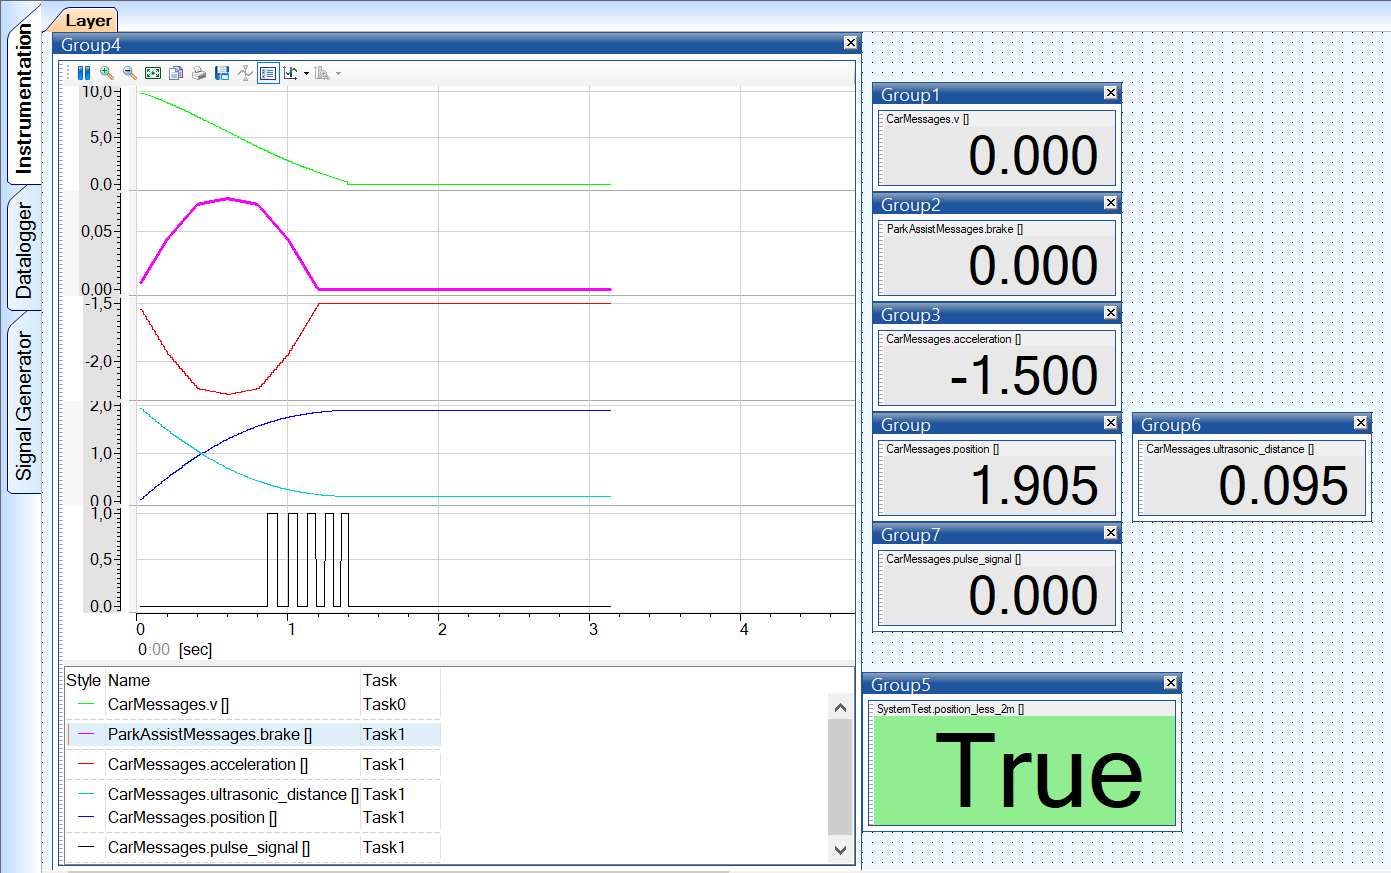 Instrumentation
Datalogger
Signal Generator
Layer
Group4
10,0
5,0
0,0
0,05
0,00
-1,5
-2,0
2,0
1,0
0,0
1,0
0,5
0,0
0 1 2 3 4
0:00 [sec]
Style Name Task
CarMessages.v [] Task0
ParkAssistMessages.brake [] Task1
CarMessages.acceleration [] Task1
CarMessages.ultrasonic_distance [] Task1
CarMessages.position [] Task1
CarMessages.pulse_signal [] Task1
Group1
CarMessages.v []
0.000
Group2
ParkAssistMessages.brake []
0.000
Group3
CarMessages.acceleration []
-1.500
Group
CarMessages.position []
1.905
Group6
CarMessages.ultrasonic_distance []
0.095
Group7
CarMessages.pulse_signal []
0.000
Group5
SystemTest.position_less_2m []
True